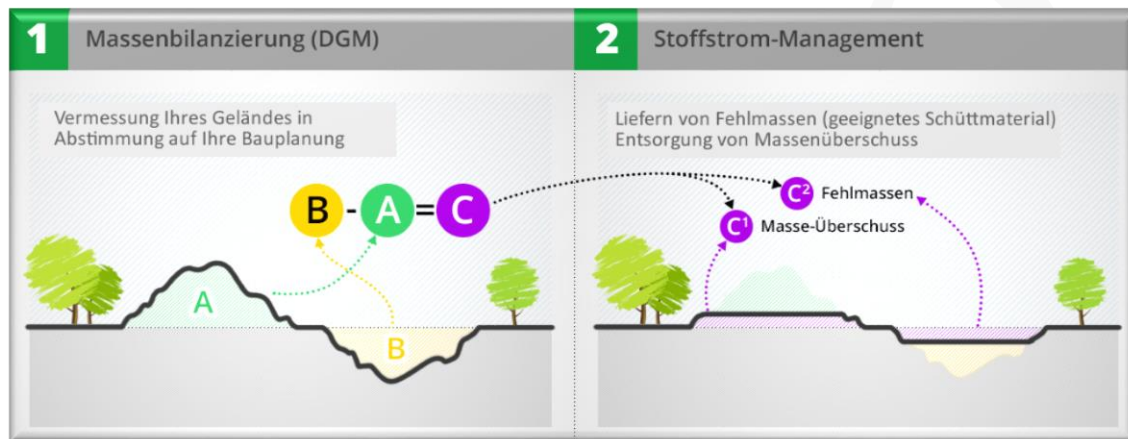 1 Massenbilanzierung (DGM)
Vermessung Ihres Geländes in
Abstimmung auf Ihre Bauplanung
B - A = C
A
B
2 Stoffstrom-Management
Liefern von Fehlmassen (geeignetes Schüttmaterial)
Entsorgung von Massenüberschuss
C² Fehlmassen
C¹ Masse-Überschuss